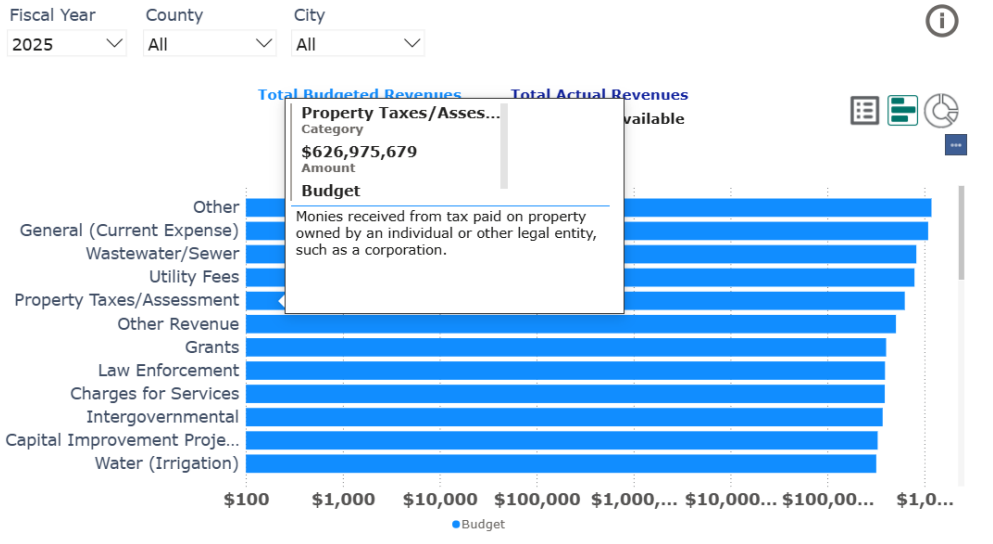 Fiscal Year
County
City
2025
All
All
Total Budgeted Revenues
Total Actual Revenues
Property Taxes/Asses...
Category
vailable
$626,975,679
Amount
Budget
Monies received from tax paid on property
owned by an individual or other legal entity,
such as a corporation.
Other
General (Current Expense)
Wastewater/Sewer
Utility Fees
Property Taxes/Assessment
Other Revenue
Grants
Law Enforcement
Charges for Services
Intergovernmental
Capital Improvement Proje...
Water (Irrigation)
$100
$1,000
$10,000
$100,000
$1,000,...
$10,000...
$100,00...
$1,0...
Budget